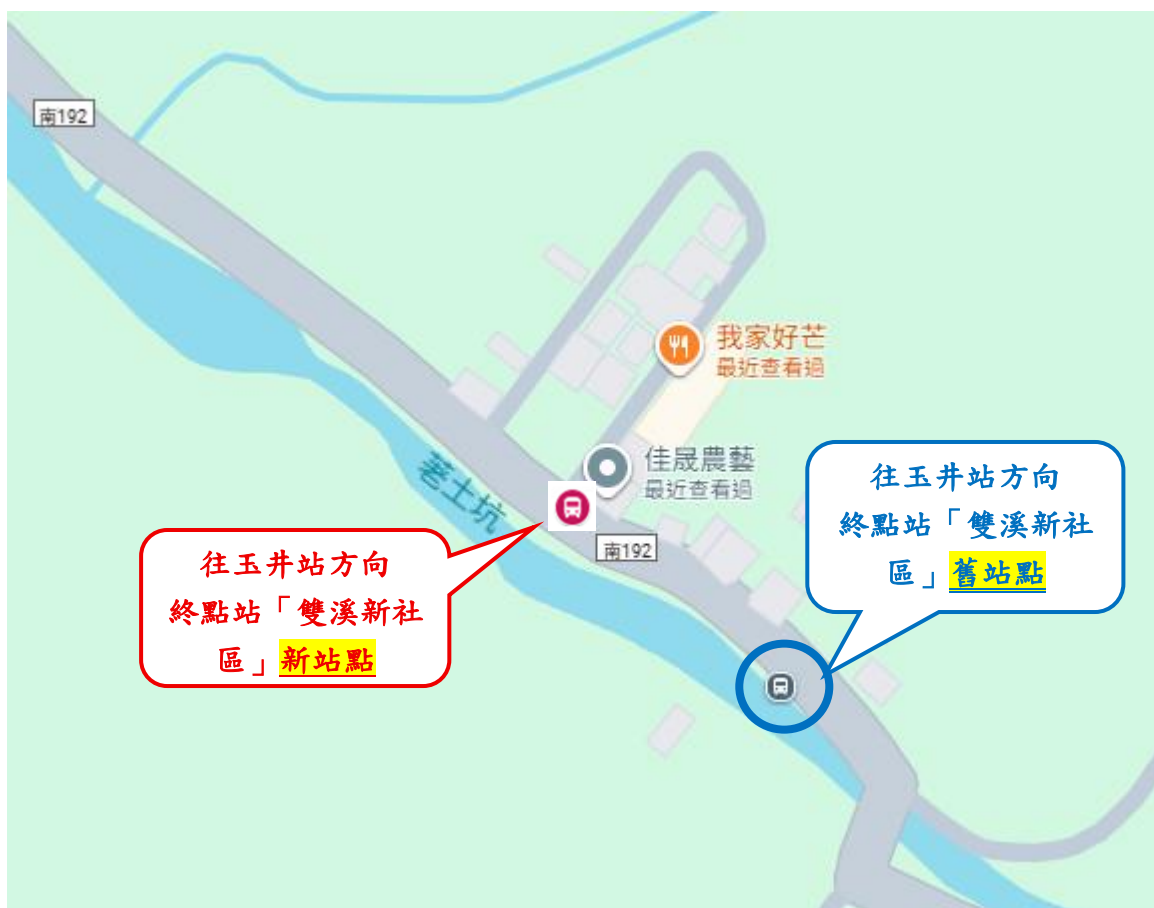 南192
我家好芒
最近查看過
佳晟農藝
最近查看過
荖土坑
南192
往玉井站方向
終點站「雙溪新社
區」新站點
往玉井站方向
終點站「雙溪新社
區」舊站點